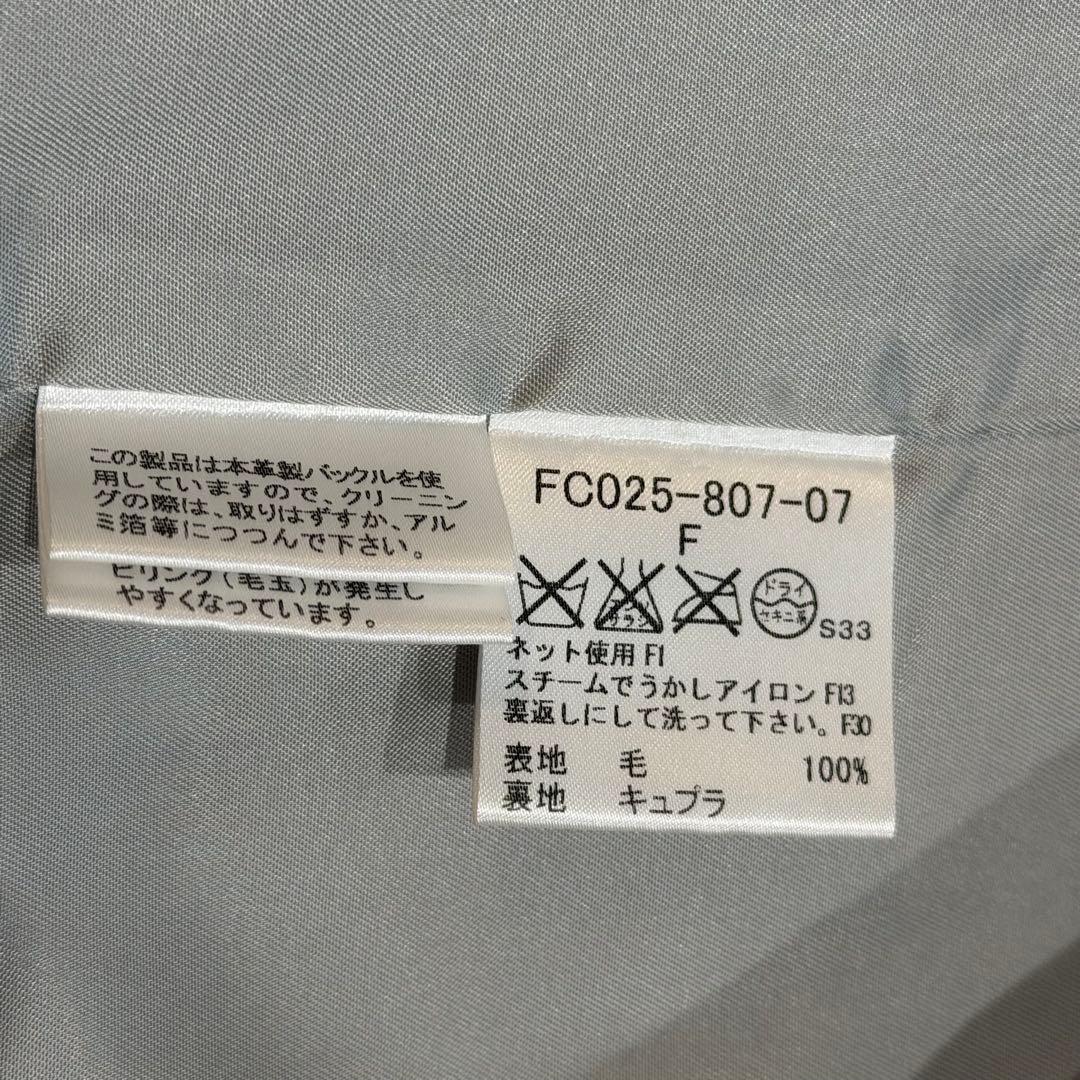 この製品は本革製バックルを使
用していますので、クリーニン
グの際は、取りはずすか、アル
ミ箔等につつんで下さい。
ピリング(毛玉)が発生し
やすくなっています。
FC025-807-07
F
エンソ
サラシ
ドライ
セキユ系
S33
ネット使用 F1
スチームでうかしアイロン F13
裏返しにして洗って下さい。F30
表地 毛 100%
裏地 キュプラ